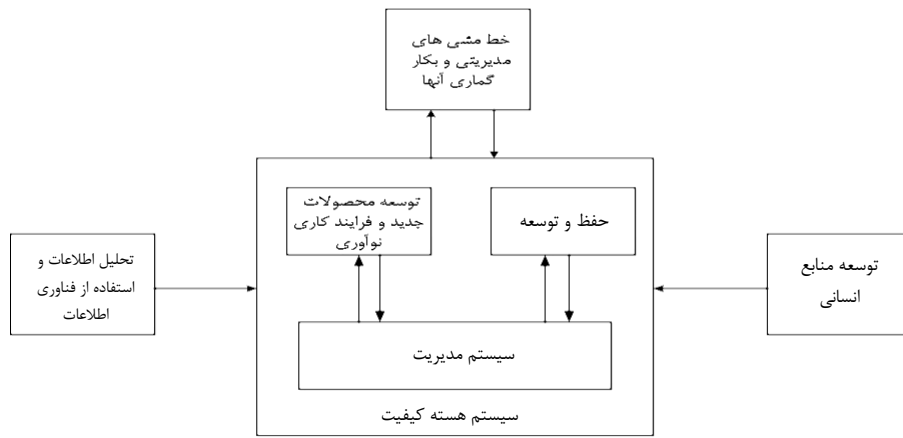 خط مشی های
مدیریتی و بکار
گماری آنها
توسعه محصولات
جدید و فرایند کاری
نوآوری
حفظ و توسعه
تحلیل اطلاعات و
استفاده از فناوری
اطلاعات
توسعه منابع
انسانی
سیستم مدیریت
سیستم هسته کیفیت